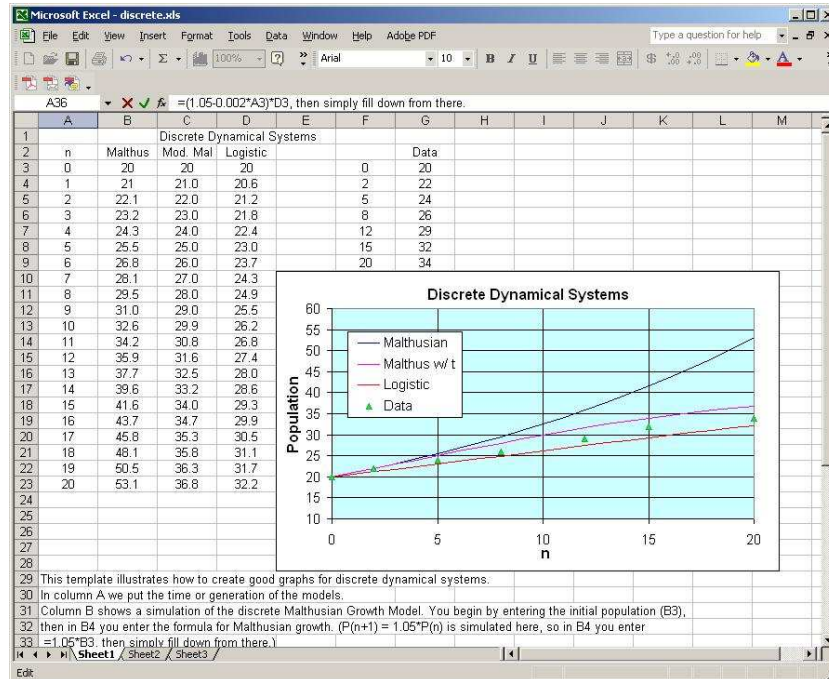 Microsoft Excel - discrete.xls
File Edit View Insert Format Tools Data Window Help Adobe PDF Type a question for help
100% Arial 10 B I U $
A36 fx =(1.05-0.002*A3)*D3, then simply fill down from there.
A B C D E F G H I J K L M
1 Discrete Dynamical Systems
2 n Malthus Mod. Mal Logistic Data
3 0 20 20 20 0 20
4 1 21 21.0 20.6 2 22
5 2 22.1 22.0 21.2 5 24
6 3 23.2 23.0 21.8 8 26
7 4 24.3 24.0 22.4 12 29
8 5 25.5 25.0 23.0 15 32
9 6 26.8 26.0 23.7 20 34
10 7 28.1 27.0 24.3
11 8 29.5 28.0 24.9
12 9 31.0 29.0 25.5
13 10 32.6 29.9 26.2
14 11 34.2 30.8 26.8
15 12 35.9 31.6 27.4
16 13 37.7 32.5 28.0
17 14 39.6 33.2 28.6
18 15 41.6 34.0 29.3
19 16 43.7 34.7 29.9
20 17 45.8 35.3 30.5
21 18 48.1 35.8 31.1
22 19 50.5 36.3 31.7
23 20 53.1 36.8 32.2
24
25
26
27
28
Discrete Dynamical Systems
60
55
50
45
40
35
30
25
20
15
10
Population
Malthusian
Malthus w/ t
Logistic
Data
0 5 10 15 20
n
29 This template illustrates how to create good graphs for discrete dynamical systems.
30 In column A we put the time or generation of the models.
31 Column B shows a simulation of the discrete Malthusian Growth Model. You begin by entering the initial population (B3),
32 then in B4 you enter the formula for Malthusian growth. (P(n+1) = 1.05*P(n) is simulated here, so in B4 you enter
33 =1.05*B3, then simply fill down from there.)
Sheet1 Sheet2 Sheet3
Edit